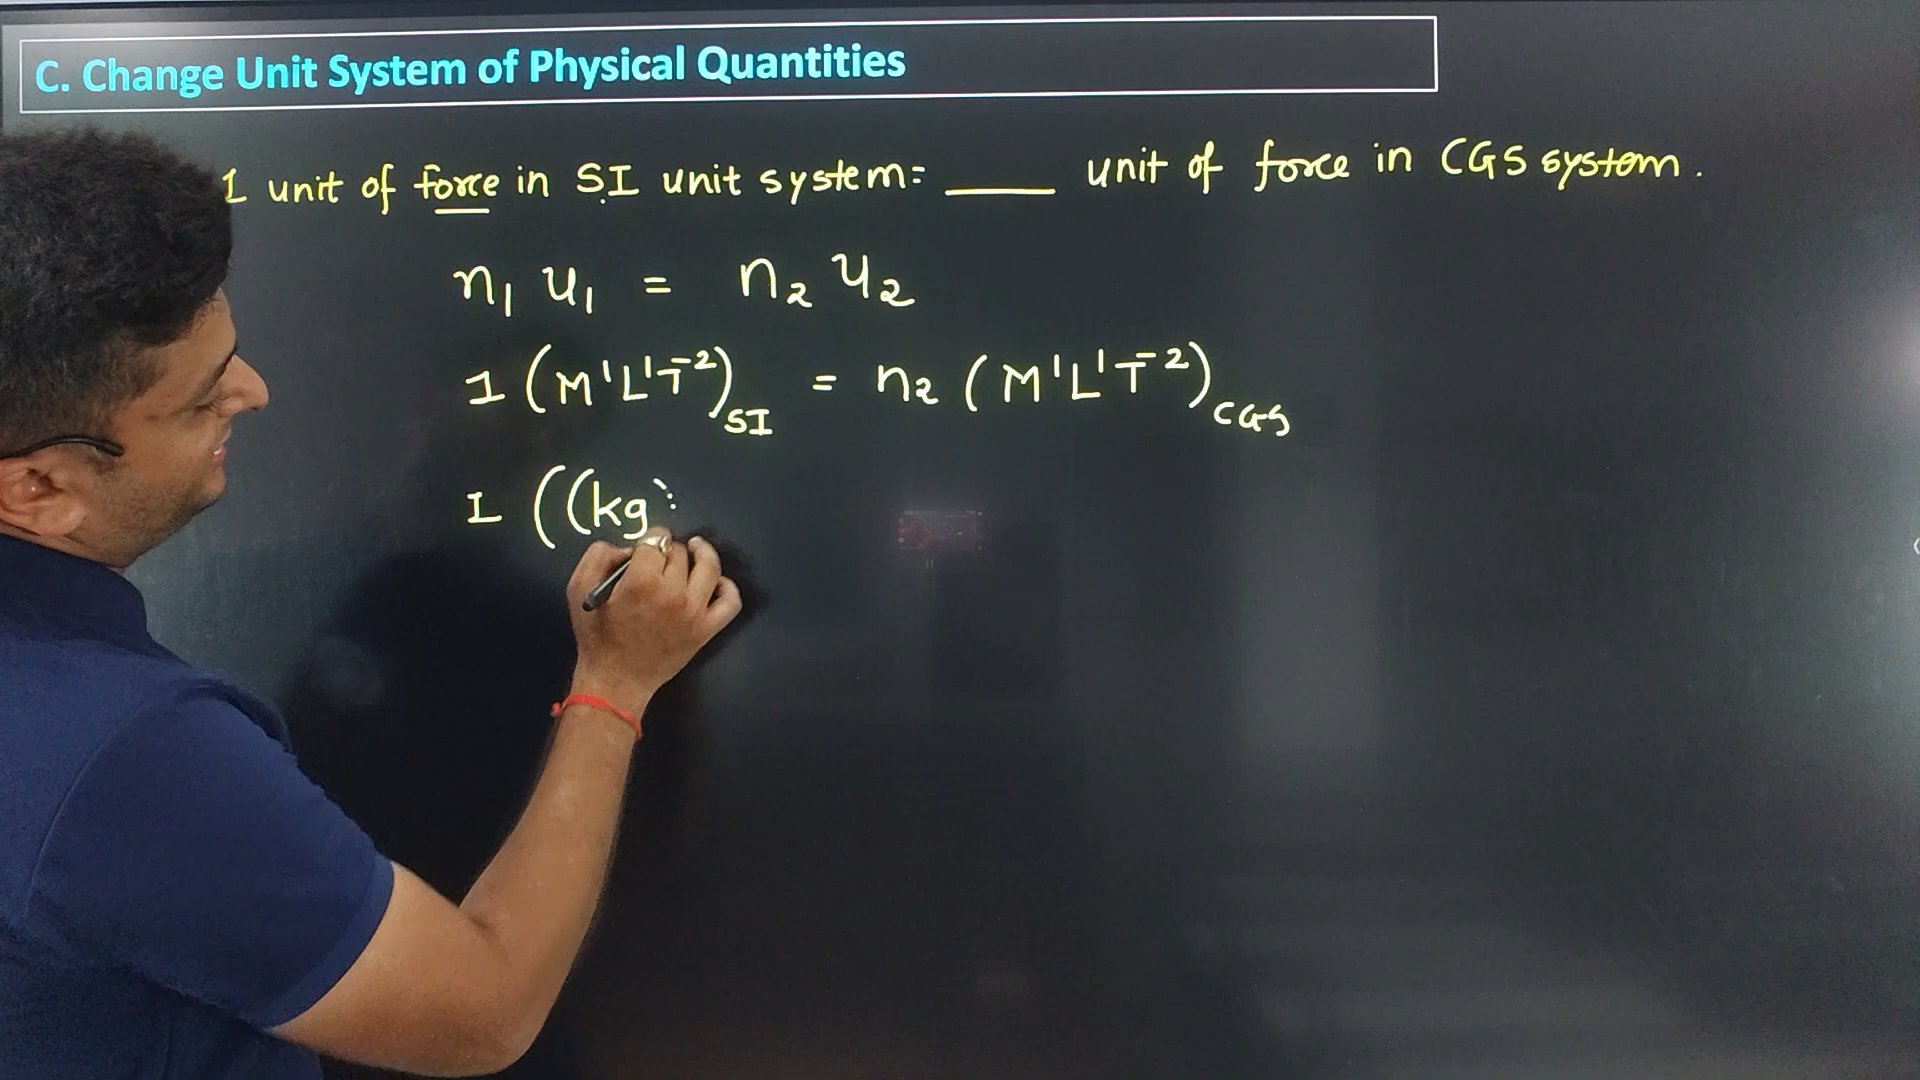 C. Change Unit System of Physical Quantities
1 unit of force in SI unit system = ____ unit of force in CGS system.
n₁ u₁ = n₂ u₂
1 (M¹L¹T⁻²)SI = n₂ (M¹L¹T⁻²)CGS
1 ((kg)